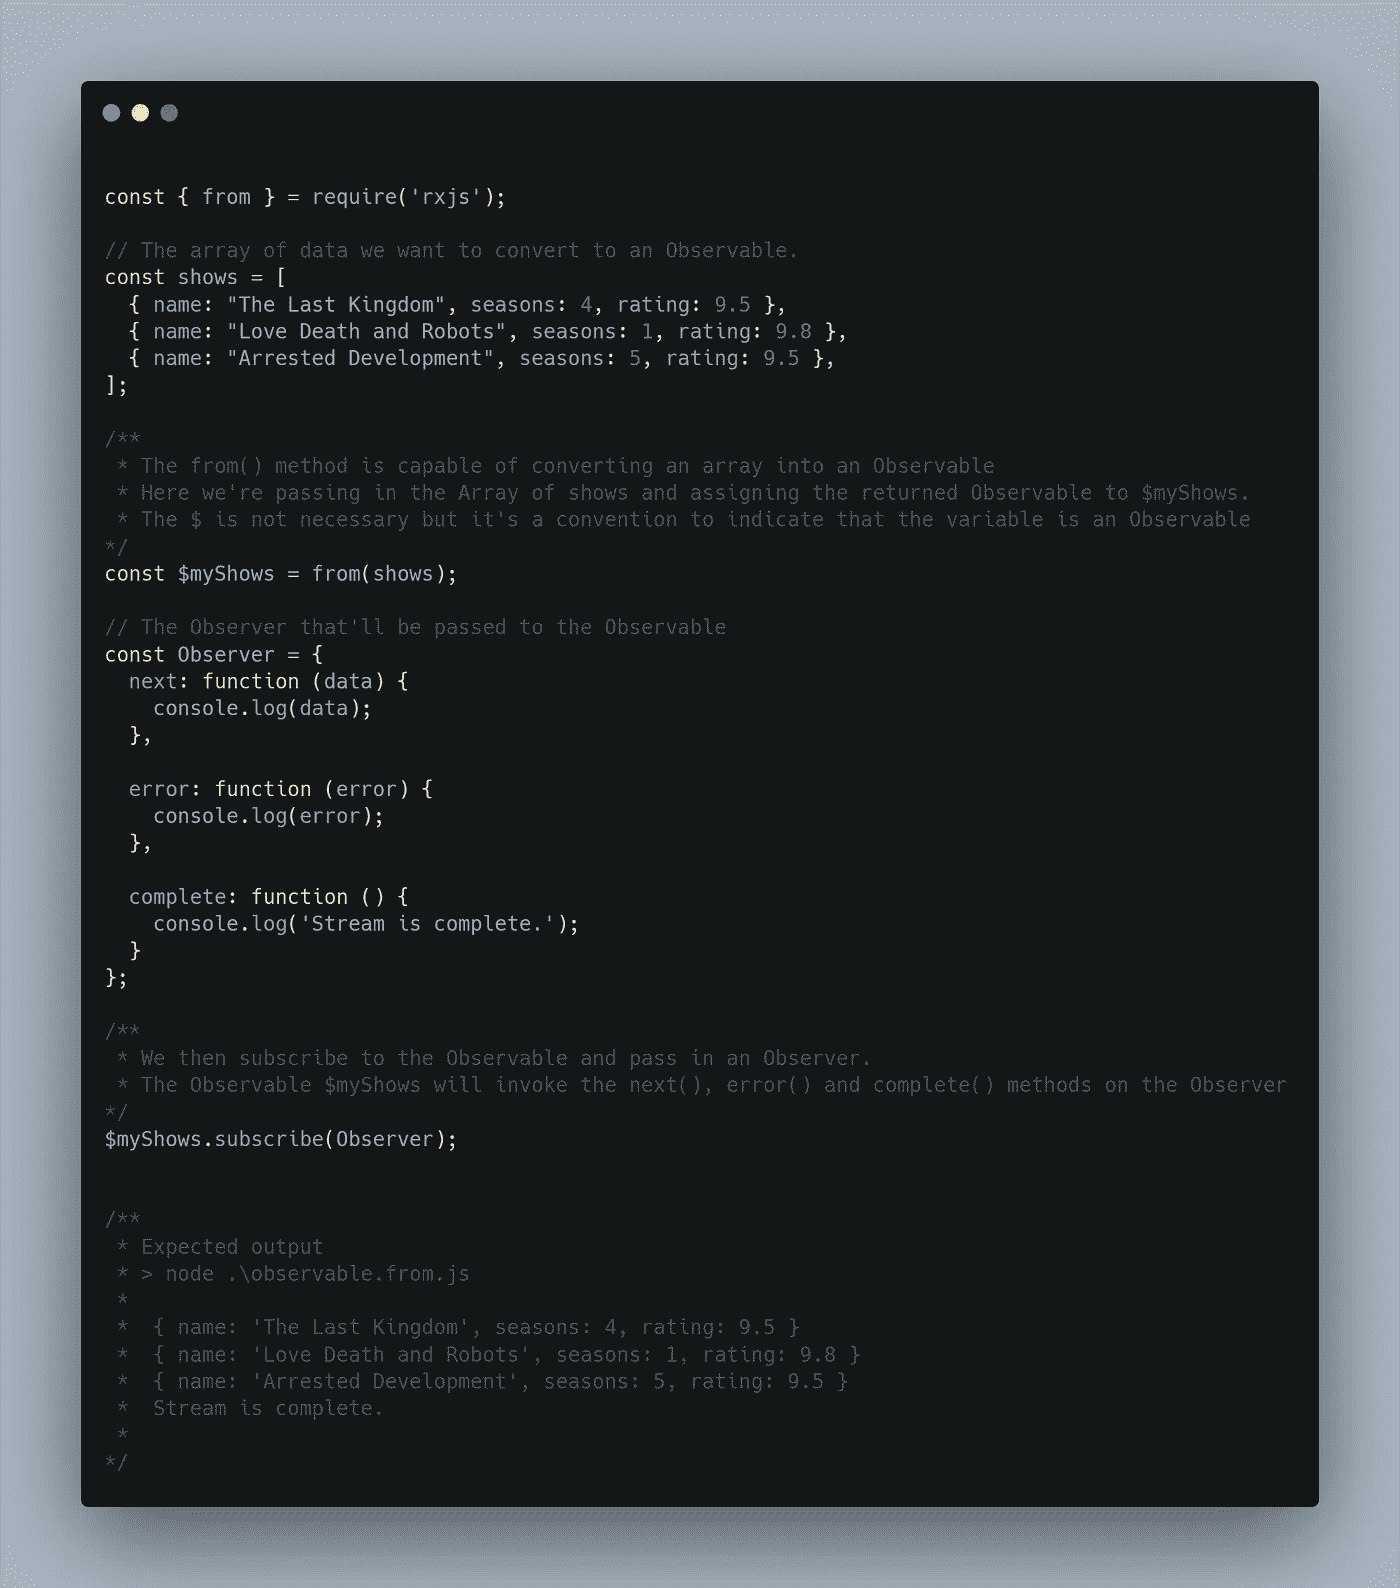 const { from } = require('rxjs');

// The array of data we want to convert to an Observable.
const shows = [
  { name: "The Last Kingdom", seasons: 4, rating: 9.5 },
  { name: "Love Death and Robots", seasons: 1, rating: 9.8 },
  { name: "Arrested Development", seasons: 5, rating: 9.5 },
];

/**
 * The from() method is capable of converting an array into an Observable
 * Here we're passing in the Array of shows and assigning the returned Observable to $myShows.
 * The $ is not necessary but it's a convention to indicate that the variable is an Observable
*/
const $myShows = from(shows);

// The Observer that'll be passed to the Observable
const Observer = {
  next: function (data) {
    console.log(data);
  },

  error: function (error) {
    console.log(error);
  },

  complete: function () {
    console.log('Stream is complete.');
  }
};

/**
 * We then subscribe to the Observable and pass in an Observer.
 * The Observable $myShows will invoke the next(), error() and complete() methods on the Observer
*/
$myShows.subscribe(Observer);


/**
 * Expected output
 * > node .\observable.from.js
 *
 *  { name: 'The Last Kingdom', seasons: 4, rating: 9.5 }
 *  { name: 'Love Death and Robots', seasons: 1, rating: 9.8 }
 *  { name: 'Arrested Development', seasons: 5, rating: 9.5 }
 *  Stream is complete.
 *
*/